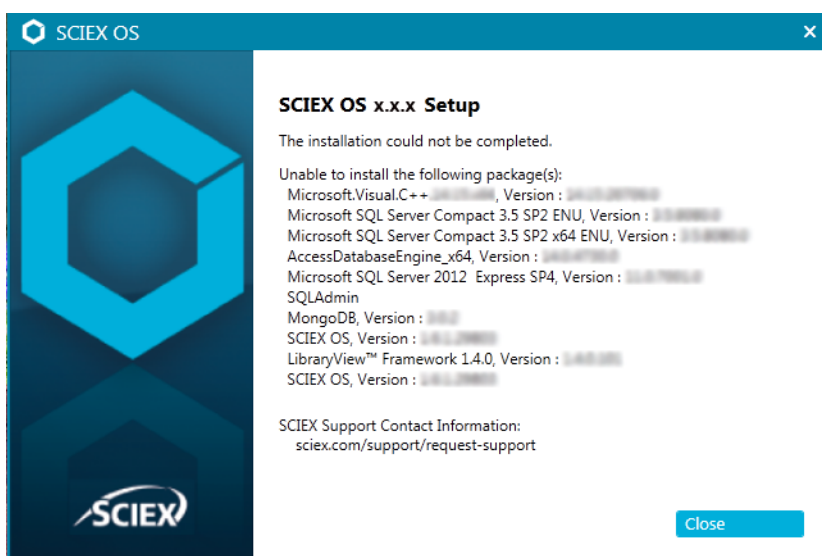 SCIEX OS
SCIEX OS x.x.x Setup
The installation could not be completed.
Unable to install the following package(s):
Microsoft.Visual.C++ , Version :
Microsoft SQL Server Compact 3.5 SP2 ENU, Version :
Microsoft SQL Server Compact 3.5 SP2 x64 ENU, Version :
AccessDatabaseEngine_x64, Version :
Microsoft SQL Server 2012 Express SP4, Version :
SQLAdmin
MongoDB, Version :
SCIEX OS, Version :
LibraryView™ Framework 1.4.0, Version :
SCIEX OS, Version :
SCIEX Support Contact Information:
sciex.com/support/request-support
SCIEX
Close